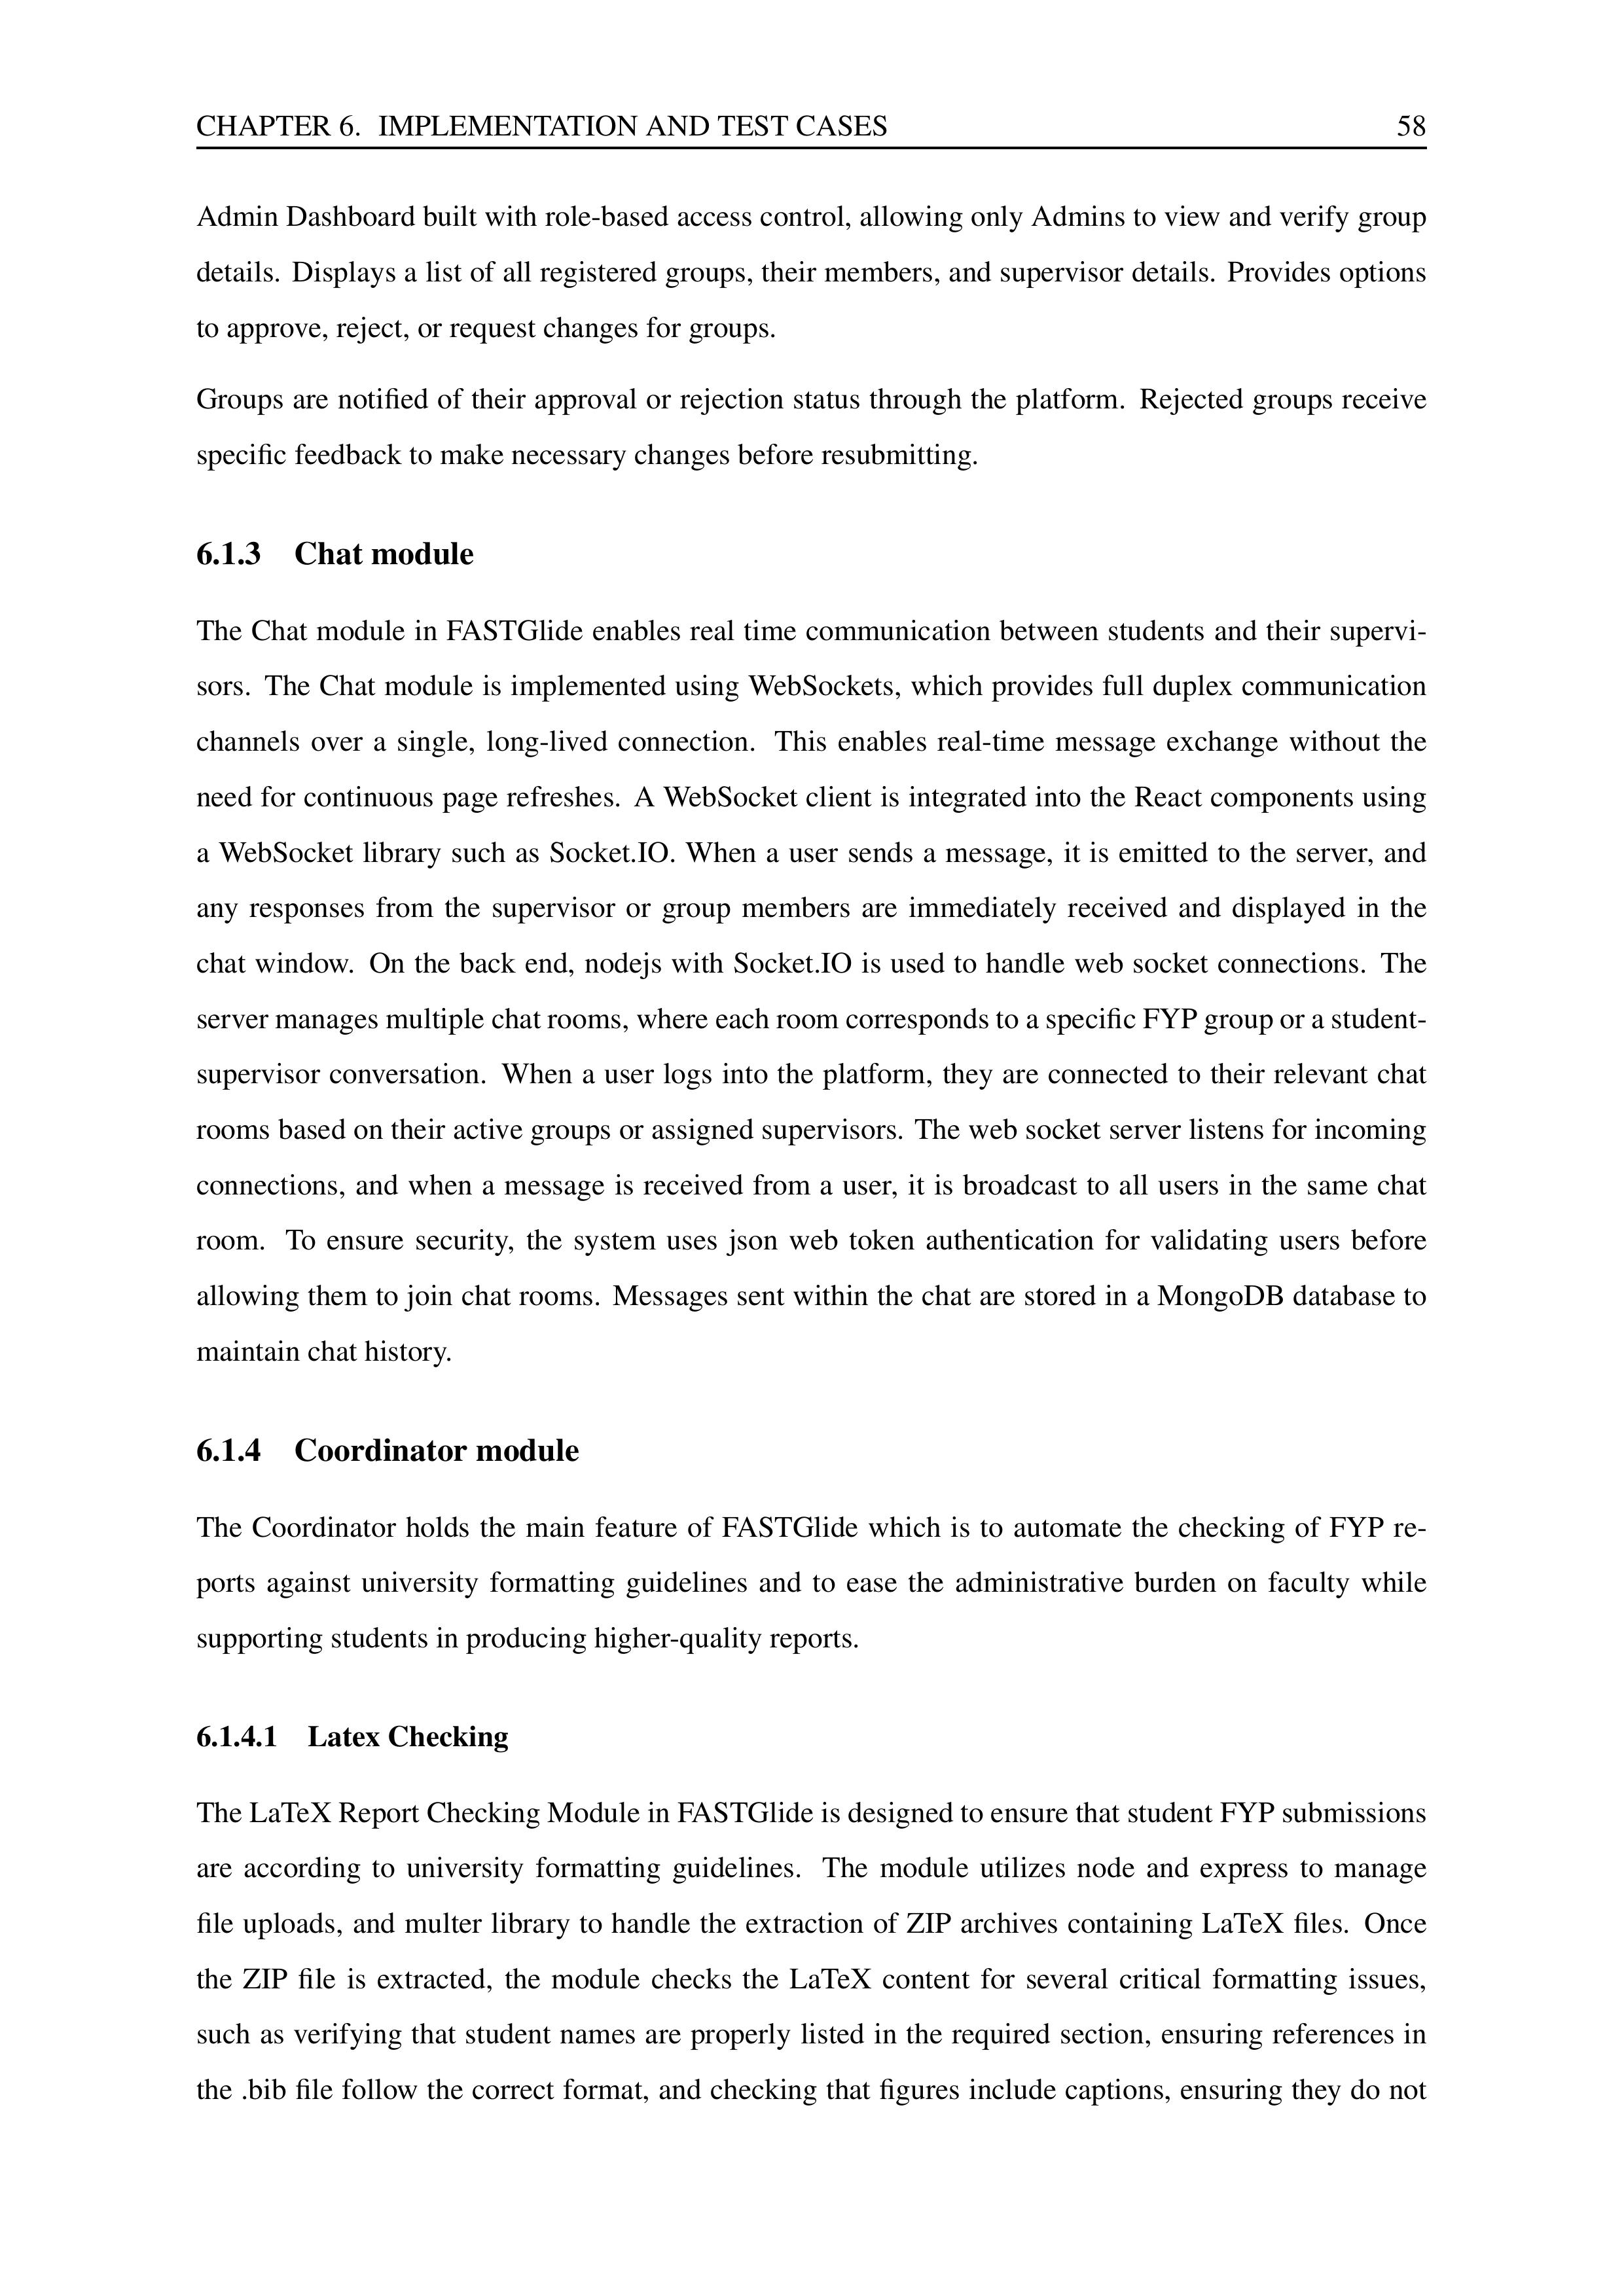 CHAPTER 6. IMPLEMENTATION AND TEST CASES 58
Admin Dashboard built with role-based access control, allowing only Admins to view and verify group
details. Displays a list of all registered groups, their members, and supervisor details. Provides options
to approve, reject, or request changes for groups.
Groups are notified of their approval or rejection status through the platform. Rejected groups receive
specific feedback to make necessary changes before resubmitting.
6.1.3 Chat module
The Chat module in FASTGlide enables real time communication between students and their supervi-
sors. The Chat module is implemented using WebSockets, which provides full duplex communication
channels over a single, long-lived connection. This enables real-time message exchange without the
need for continuous page refreshes. A WebSocket client is integrated into the React components using
a WebSocket library such as Socket.IO. When a user sends a message, it is emitted to the server, and
any responses from the supervisor or group members are immediately received and displayed in the
chat window. On the back end, nodejs with Socket.IO is used to handle web socket connections. The
server manages multiple chat rooms, where each room corresponds to a specific FYP group or a student-
supervisor conversation. When a user logs into the platform, they are connected to their relevant chat
rooms based on their active groups or assigned supervisors. The web socket server listens for incoming
connections, and when a message is received from a user, it is broadcast to all users in the same chat
room. To ensure security, the system uses json web token authentication for validating users before
allowing them to join chat rooms. Messages sent within the chat are stored in a MongoDB database to
maintain chat history.
6.1.4 Coordinator module
The Coordinator holds the main feature of FASTGlide which is to automate the checking of FYP re-
ports against university formatting guidelines and to ease the administrative burden on faculty while
supporting students in producing higher-quality reports.
6.1.4.1 Latex Checking
The LaTeX Report Checking Module in FASTGlide is designed to ensure that student FYP submissions
are according to university formatting guidelines. The module utilizes node and express to manage
file uploads, and multer library to handle the extraction of ZIP archives containing LaTeX files. Once
the ZIP file is extracted, the module checks the LaTeX content for several critical formatting issues,
such as verifying that student names are properly listed in the required section, ensuring references in
the .bib file follow the correct format, and checking that figures include captions, ensuring they do not